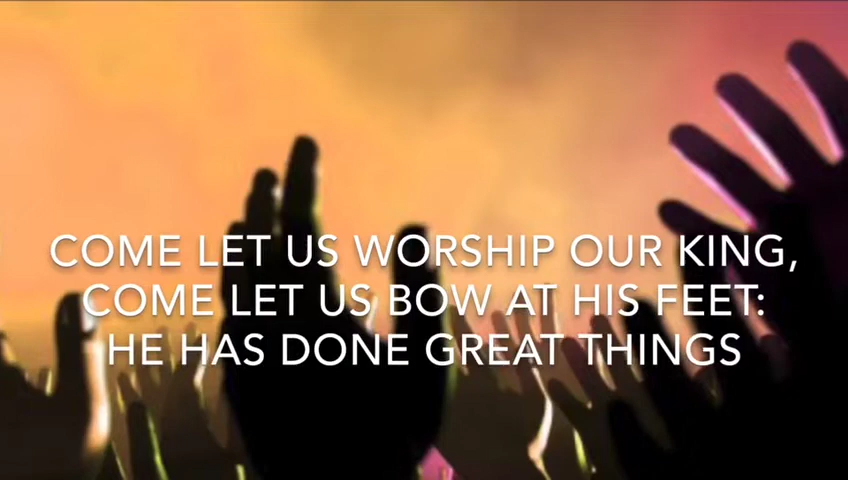 COME LET US WORSHIP OUR KING,
COME LET US BOW AT HIS FEET:
HE HAS DONE GREAT THINGS